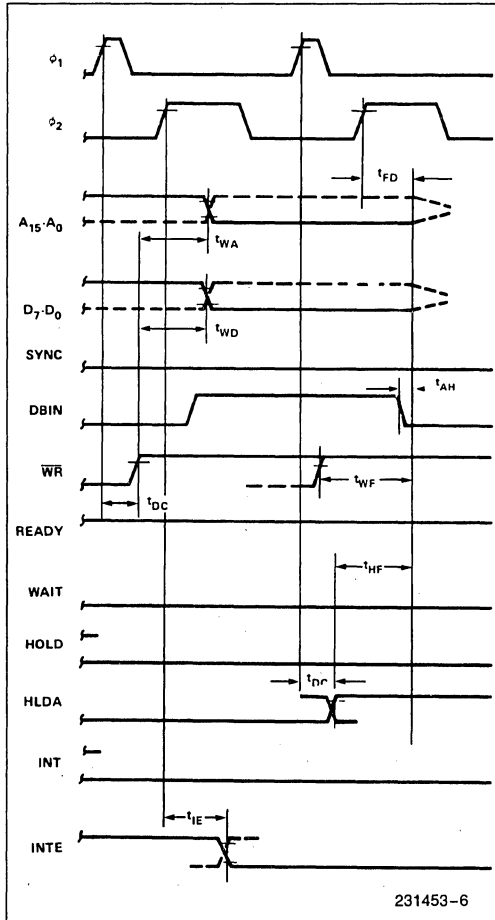 ϕ1
ϕ2
tFD
A15-A0
tWA
D7-D0
tWD
SYNC
tAH
DBIN
WR
tWF
tDC
READY
tHF
WAIT
HOLD
tDC
HLDA
INT
tIE
INTE
231453-6